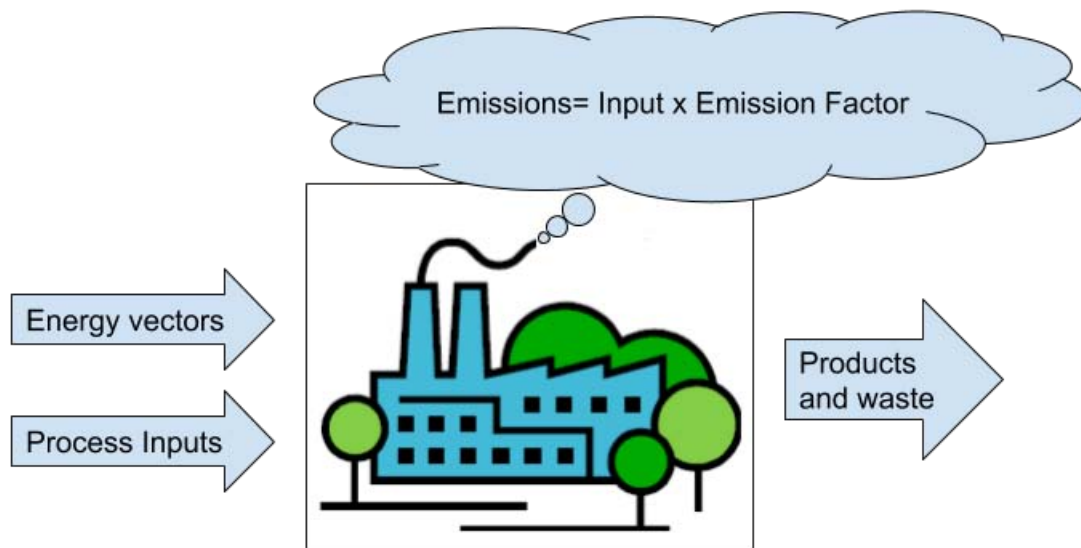 Emissions= Input x Emission Factor
Energy vectors
Process Inputs
Products
and waste